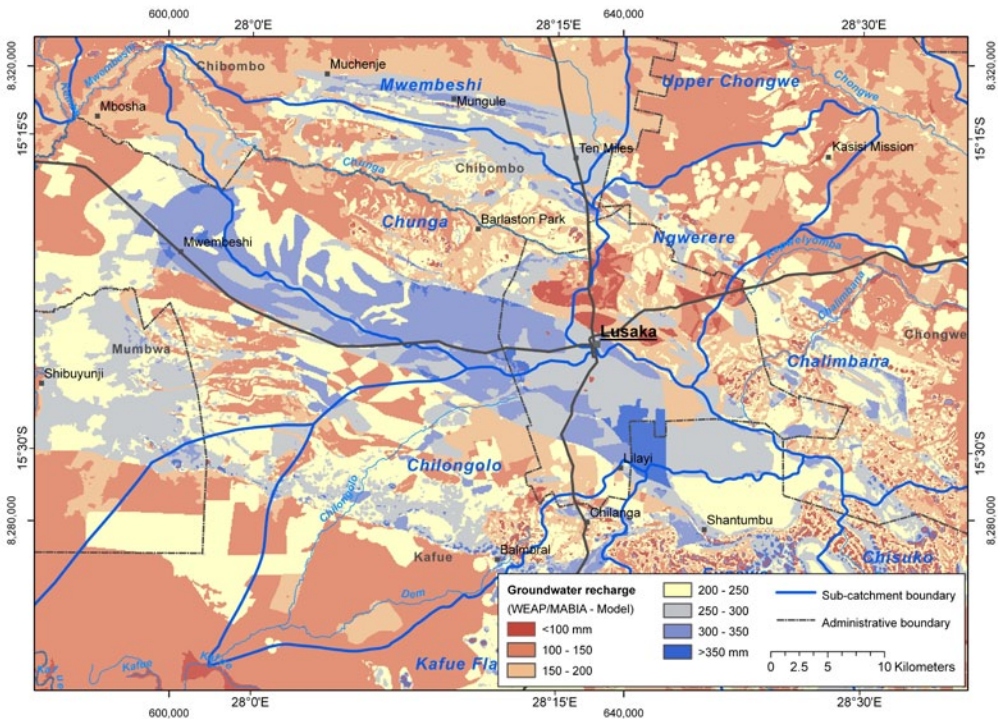 600,000
28°0'E
28°15'E
640,000
28°30'E
8,320,000
8,320,000
Mwembeshi
Chibombo
Muchenje
Mwembeshi
Upper Chongwe
Chongwe
Mbosha
Mungule
15°15'S
15°15'S
Ten Miles
Kasisi Mission
Chunga
Chibombo
Chunga
Barlaston Park
Ngwerere
Mwembeshi
Chalimbana
Lusaka
Chongwe
Mumbwa
Chalimbana
Shibuyunji
15°30'S
15°30'S
Chilongolo
Lilayi
Chilongolo
8,280,000
8,280,000
Chilanga
Shantumbu
Balmoral
Kafue
Chisuko
Groundwater recharge
(WEAP/MABIA - Model)
<100 mm
100 - 150
150 - 200
200 - 250
250 - 300
300 - 350
>350 mm
Sub-catchment boundary
Administrative boundary
0 2.5 5 10 Kilometers
Dom
Kafue
Kafue
Kafue Fla
600,000
28°0'E
28°15'E
640,000
28°30'E